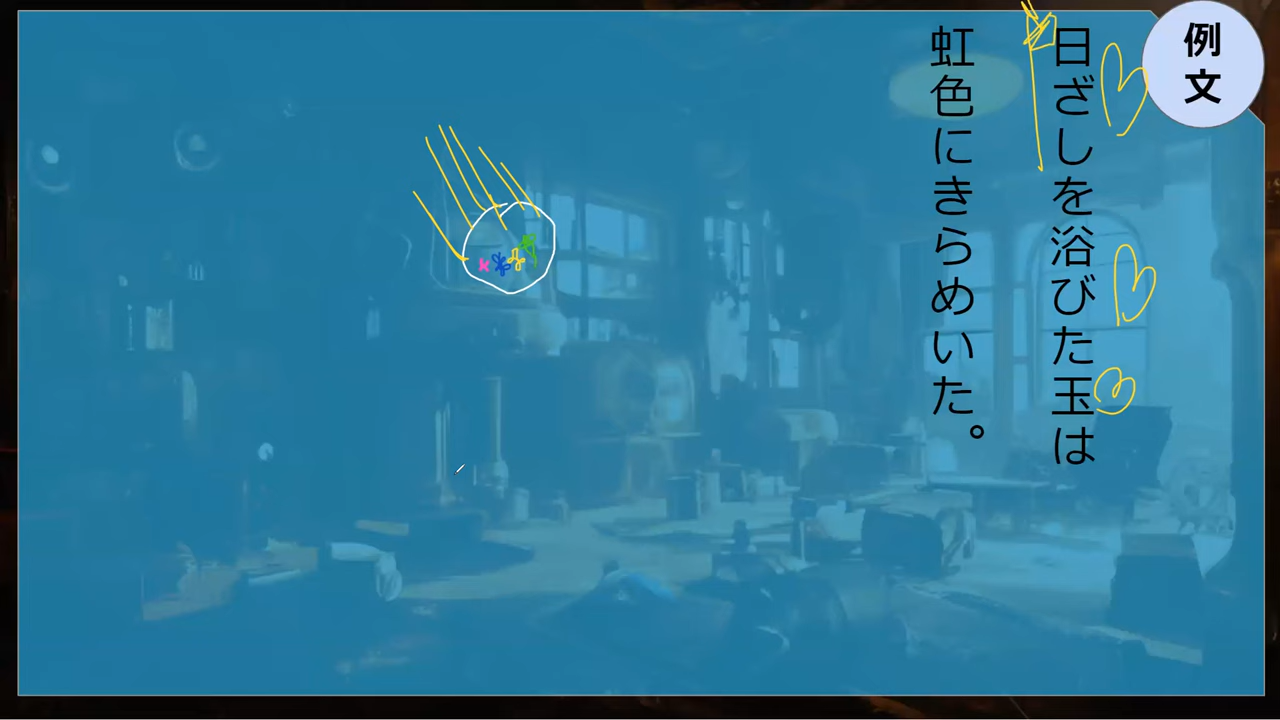 例文
日ざしを浴びた玉は
虹色にきらめいた。